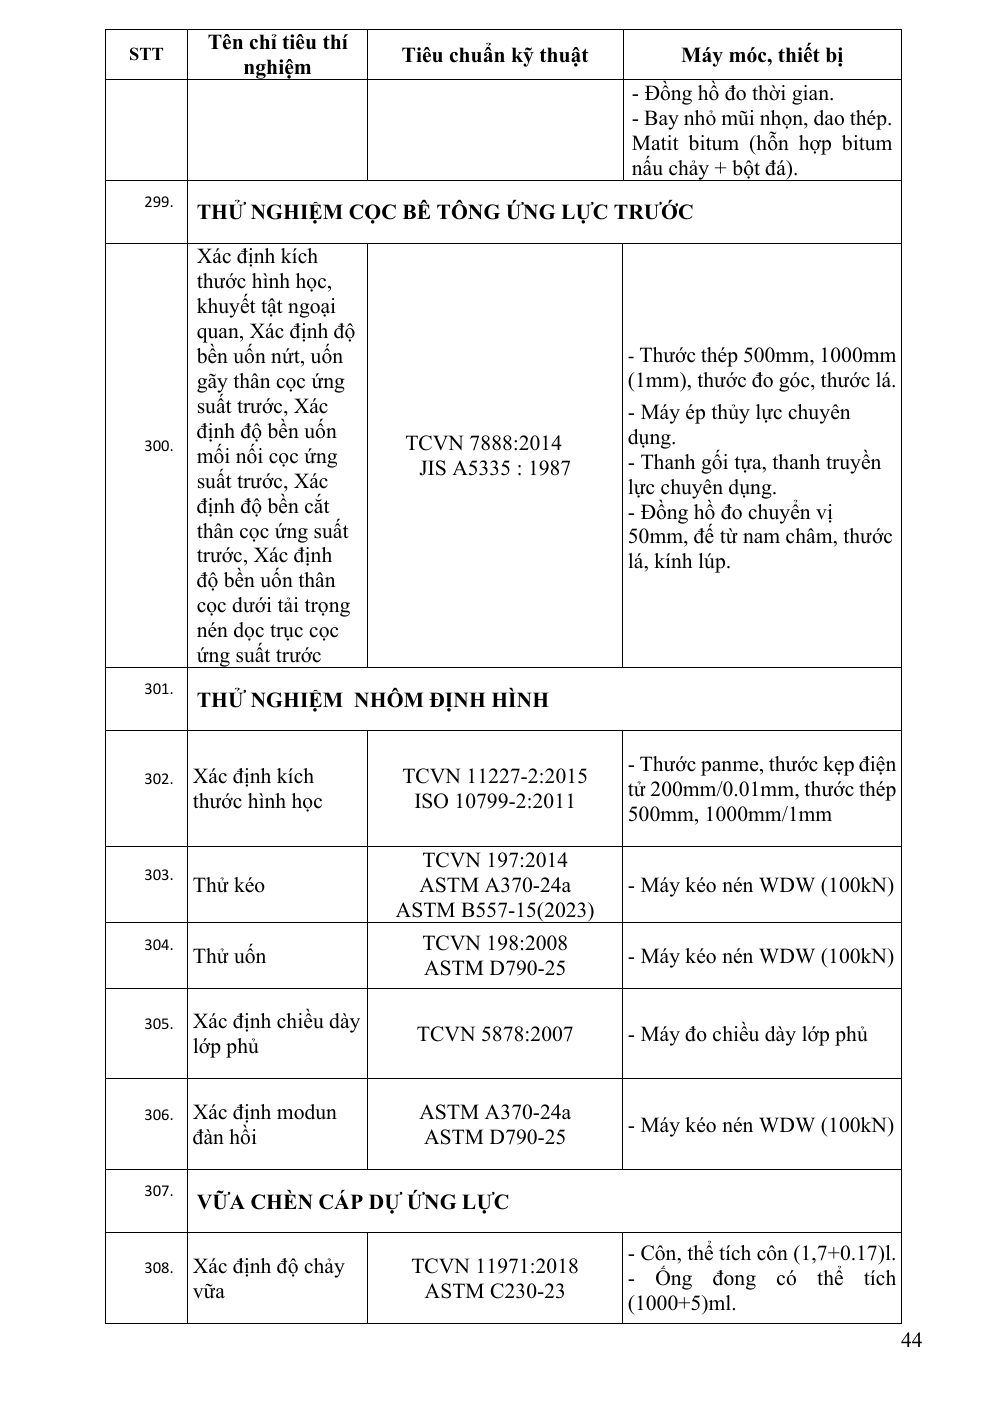 STT
Tên chỉ tiêu thí
nghiệm
Tiêu chuẩn kỹ thuật
Máy móc, thiết bị
- Đồng hồ đo thời gian.
- Bay nhỏ mũi nhọn, dao thép.
Matit bitum (hỗn hợp bitum
nấu chảy + bột đá).
299.
THỬ NGHIỆM CỌC BÊ TÔNG ỨNG LỰC TRƯỚC
300.
Xác định kích
thước hình học,
khuyết tật ngoại
quan, Xác định độ
bền uốn nứt, uốn
gãy thân cọc ứng
suất trước, Xác
định độ bền uốn
mối nối cọc ứng
suất trước, Xác
định độ bền cắt
thân cọc ứng suất
trước, Xác định
độ bền uốn thân
cọc dưới tải trọng
nén dọc trục cọc
ứng suất trước
TCVN 7888:2014
JIS A5335 : 1987
- Thước thép 500mm, 1000mm
(1mm), thước đo góc, thước lá.
- Máy ép thủy lực chuyên
dụng.
- Thanh gối tựa, thanh truyền
lực chuyên dụng.
- Đồng hồ đo chuyển vị
50mm, đế từ nam châm, thước
lá, kính lúp.
301.
THỬ NGHIỆM  NHÔM ĐỊNH HÌNH
302.
Xác định kích
thước hình học
TCVN 11227-2:2015
ISO 10799-2:2011
- Thước panme, thước kẹp điện
tử 200mm/0.01mm, thước thép
500mm, 1000mm/1mm
303.
Thử kéo
TCVN 197:2014
ASTM A370-24a
ASTM B557-15(2023)
- Máy kéo nén WDW (100kN)
304.
Thử uốn
TCVN 198:2008
ASTM D790-25
- Máy kéo nén WDW (100kN)
305.
Xác định chiều dày
lớp phủ
TCVN 5878:2007
- Máy đo chiều dày lớp phủ
306.
Xác định modun
đàn hồi
ASTM A370-24a
ASTM D790-25
- Máy kéo nén WDW (100kN)
307.
VỮA CHÈN CÁP DỰ ỨNG LỰC
308.
Xác định độ chảy
vữa
TCVN 11971:2018
ASTM C230-23
- Côn, thể tích côn (1,7+0.17)l.
- Ống đong có thể tích
(1000+5)ml.
44